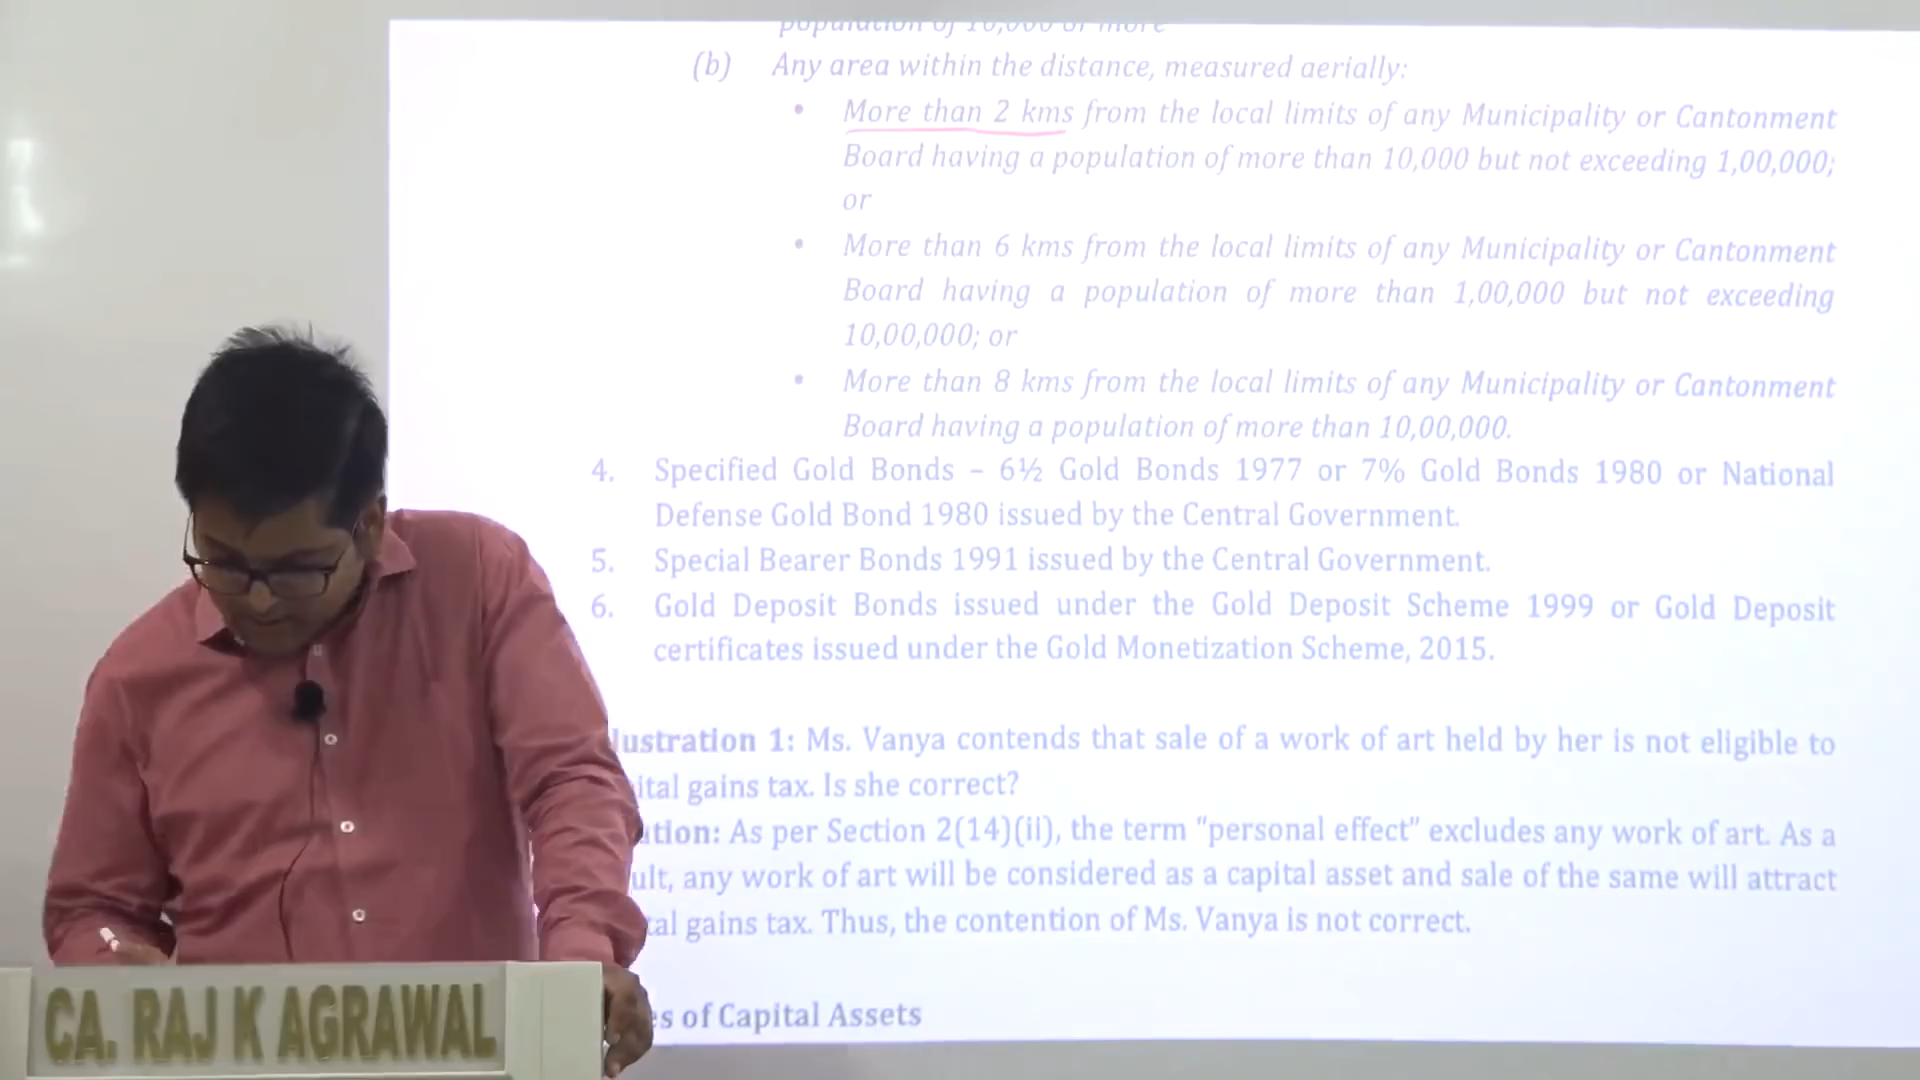 population of 10,000 or more
(b) Any area within the distance, measured aerially:
• More than 2 kms from the local limits of any Municipality or Cantonment
Board having a population of more than 10,000 but not exceeding 1,00,000;
or
• More than 6 kms from the local limits of any Municipality or Cantonment
Board having a population of more than 1,00,000 but not exceeding
10,00,000; or
• More than 8 kms from the local limits of any Municipality or Cantonment
Board having a population of more than 10,00,000.
4. Specified Gold Bonds – 6½ Gold Bonds 1977 or 7% Gold Bonds 1980 or National
Defense Gold Bond 1980 issued by the Central Government.
5. Special Bearer Bonds 1991 issued by the Central Government.
6. Gold Deposit Bonds issued under the Gold Deposit Scheme 1999 or Gold Deposit
certificates issued under the Gold Monetization Scheme, 2015.
lustration 1: Ms. Vanya contends that sale of a work of art held by her is not eligible to
ital gains tax. Is she correct?
tion: As per Section 2(14)(ii), the term "personal effect" excludes any work of art. As a
ult, any work of art will be considered as a capital asset and sale of the same will attract
tal gains tax. Thus, the contention of Ms. Vanya is not correct.
es of Capital Assets
CA. RAJ K AGRAWAL